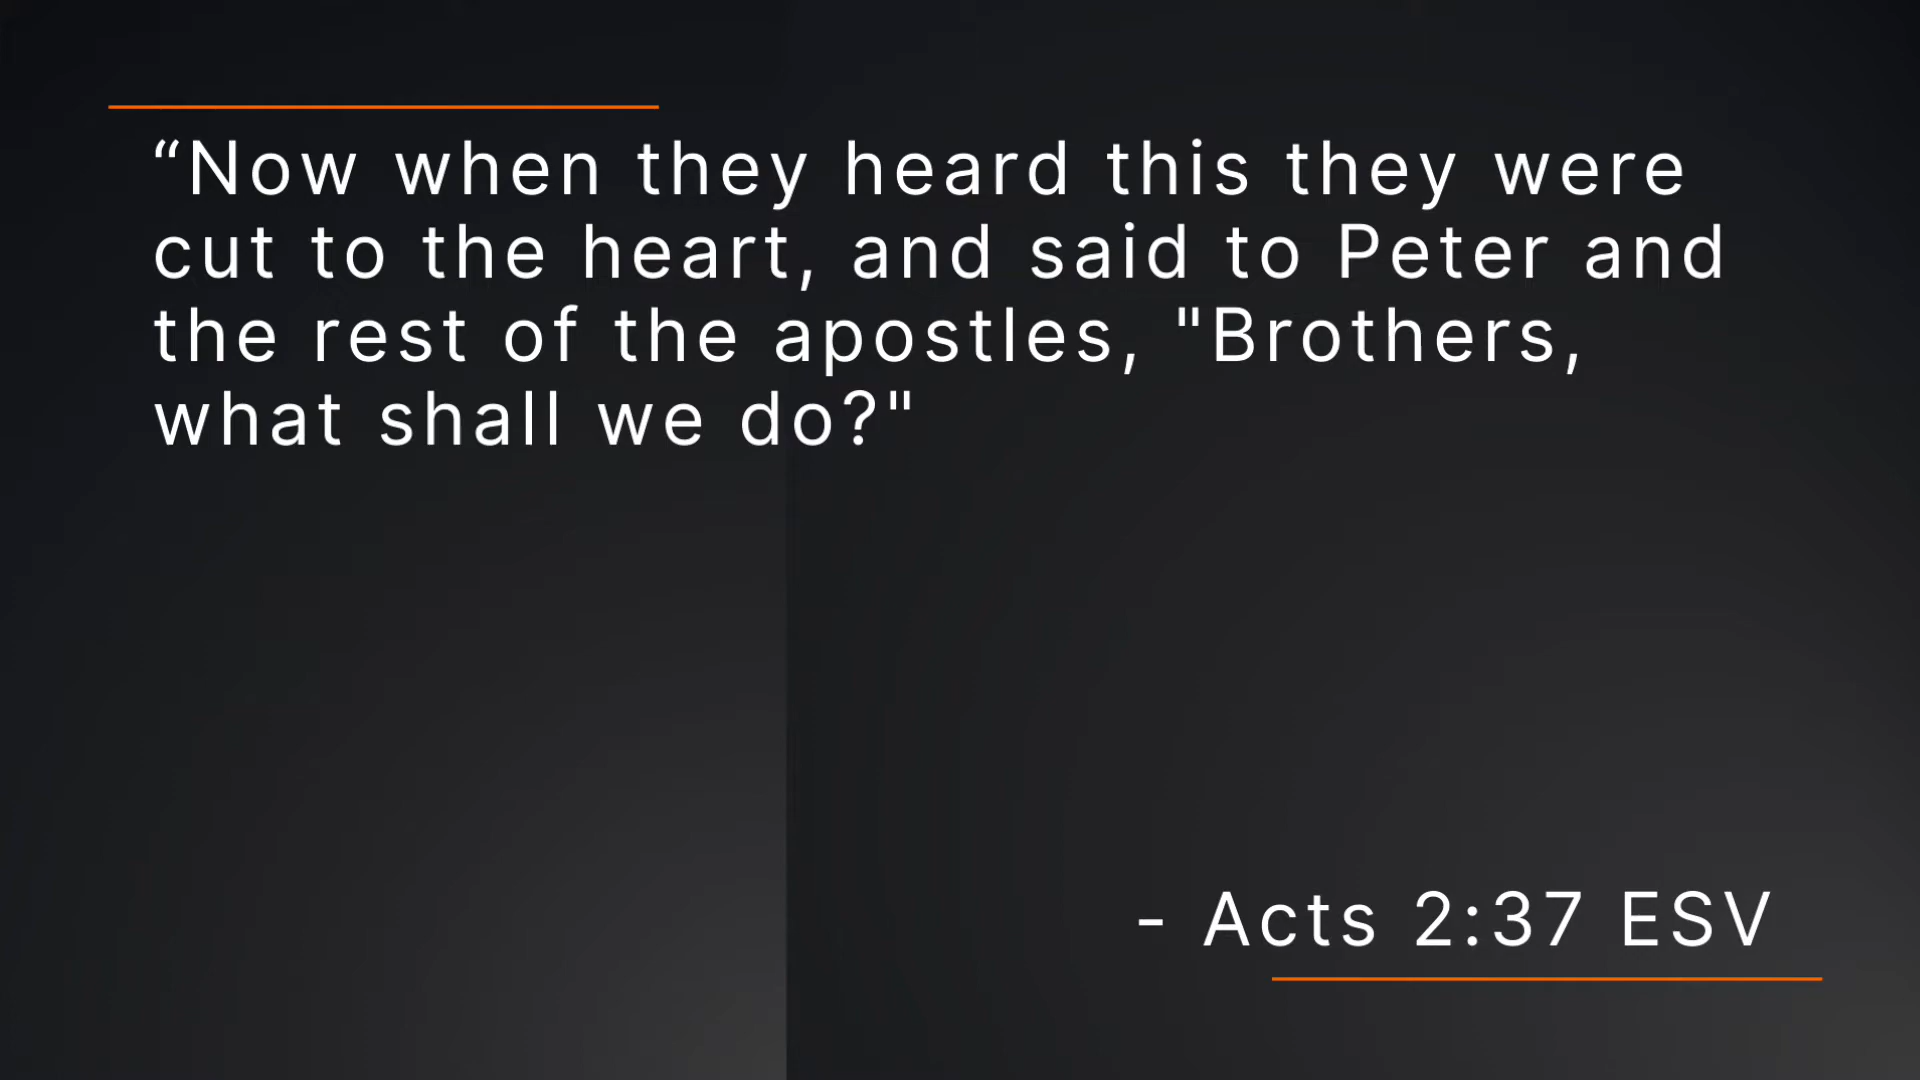 “Now when they heard this they were
cut to the heart, and said to Peter and
the rest of the apostles, "Brothers,
what shall we do?"
- Acts 2:37 ESV